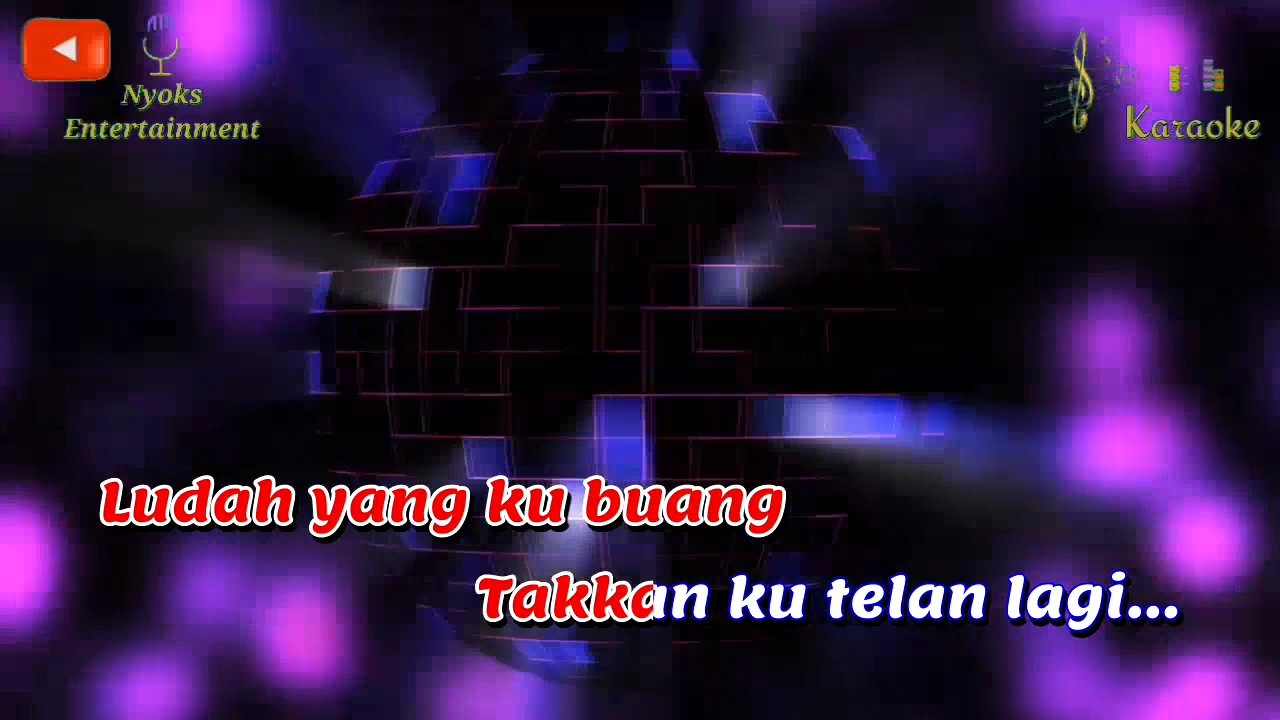 Nyoks
Entertainment
Karaoke
Ludah yang ku buang
Takkan ku telan lagi...